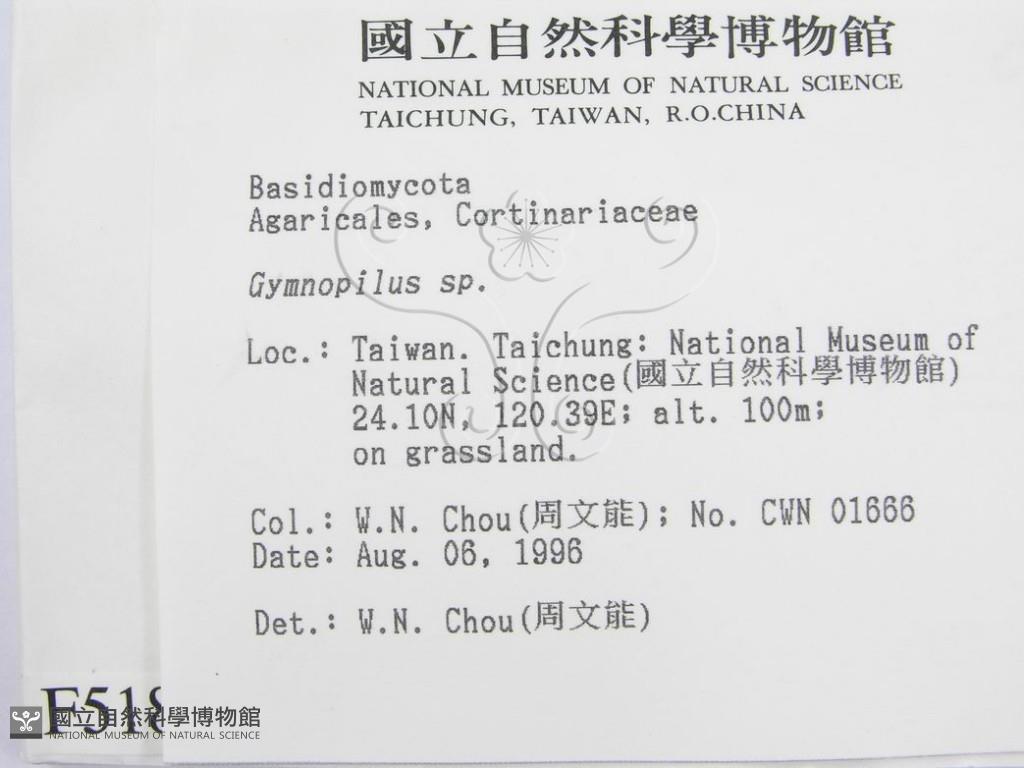 國立自然科學博物館
NATIONAL MUSEUM OF NATURAL SCIENCE
TAICHUNG, TAIWAN, R.O.CHINA
Basidiomycota
Agaricales, Cortinariaceae
Gymnopilus sp.
Loc.: Taiwan. Taichung: National Museum of
Natural Science(國立自然科學博物館)
24.10N, 120.39E; alt. 100m;
on grassland.
Col.: W.N. Chou(周文能); No. CWN 01666
Date: Aug. 06, 1996
Det.: W.N. Chou(周文能)
F518
國立自然科學博物館
NATIONAL MUSEUM OF NATURAL SCIENCE